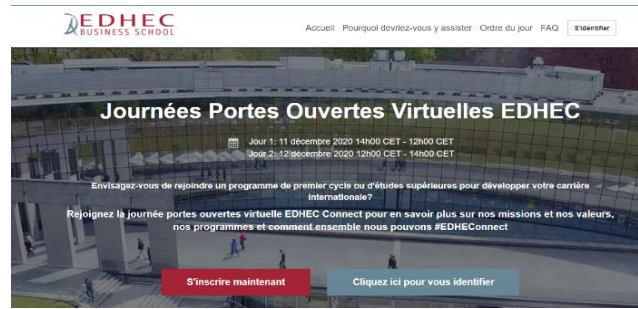 EDHEC
BUSINESS SCHOOL
Accueil Pourquoi devriez-vous y assister Ordre du jour FAQ S'identifier
Journées Portes Ouvertes Virtuelles EDHEC
Jour 1: 11 décembre 2020 14h00 CET - 12h00 CET
Jour 2: 12 décembre 2020 12h00 CET - 14h00 CET
Envisagez-vous de rejoindre un programme de premier cycle ou d'études supérieures pour développer votre carrière
internationale?
Rejoignez la journée portes ouvertes virtuelle EDHEC Connect pour en savoir plus sur nos missions et nos valeurs,
nos programmes et comment ensemble nous pouvons #EDHEConnect
S'inscrire maintenant Cliquez ici pour vous identifier